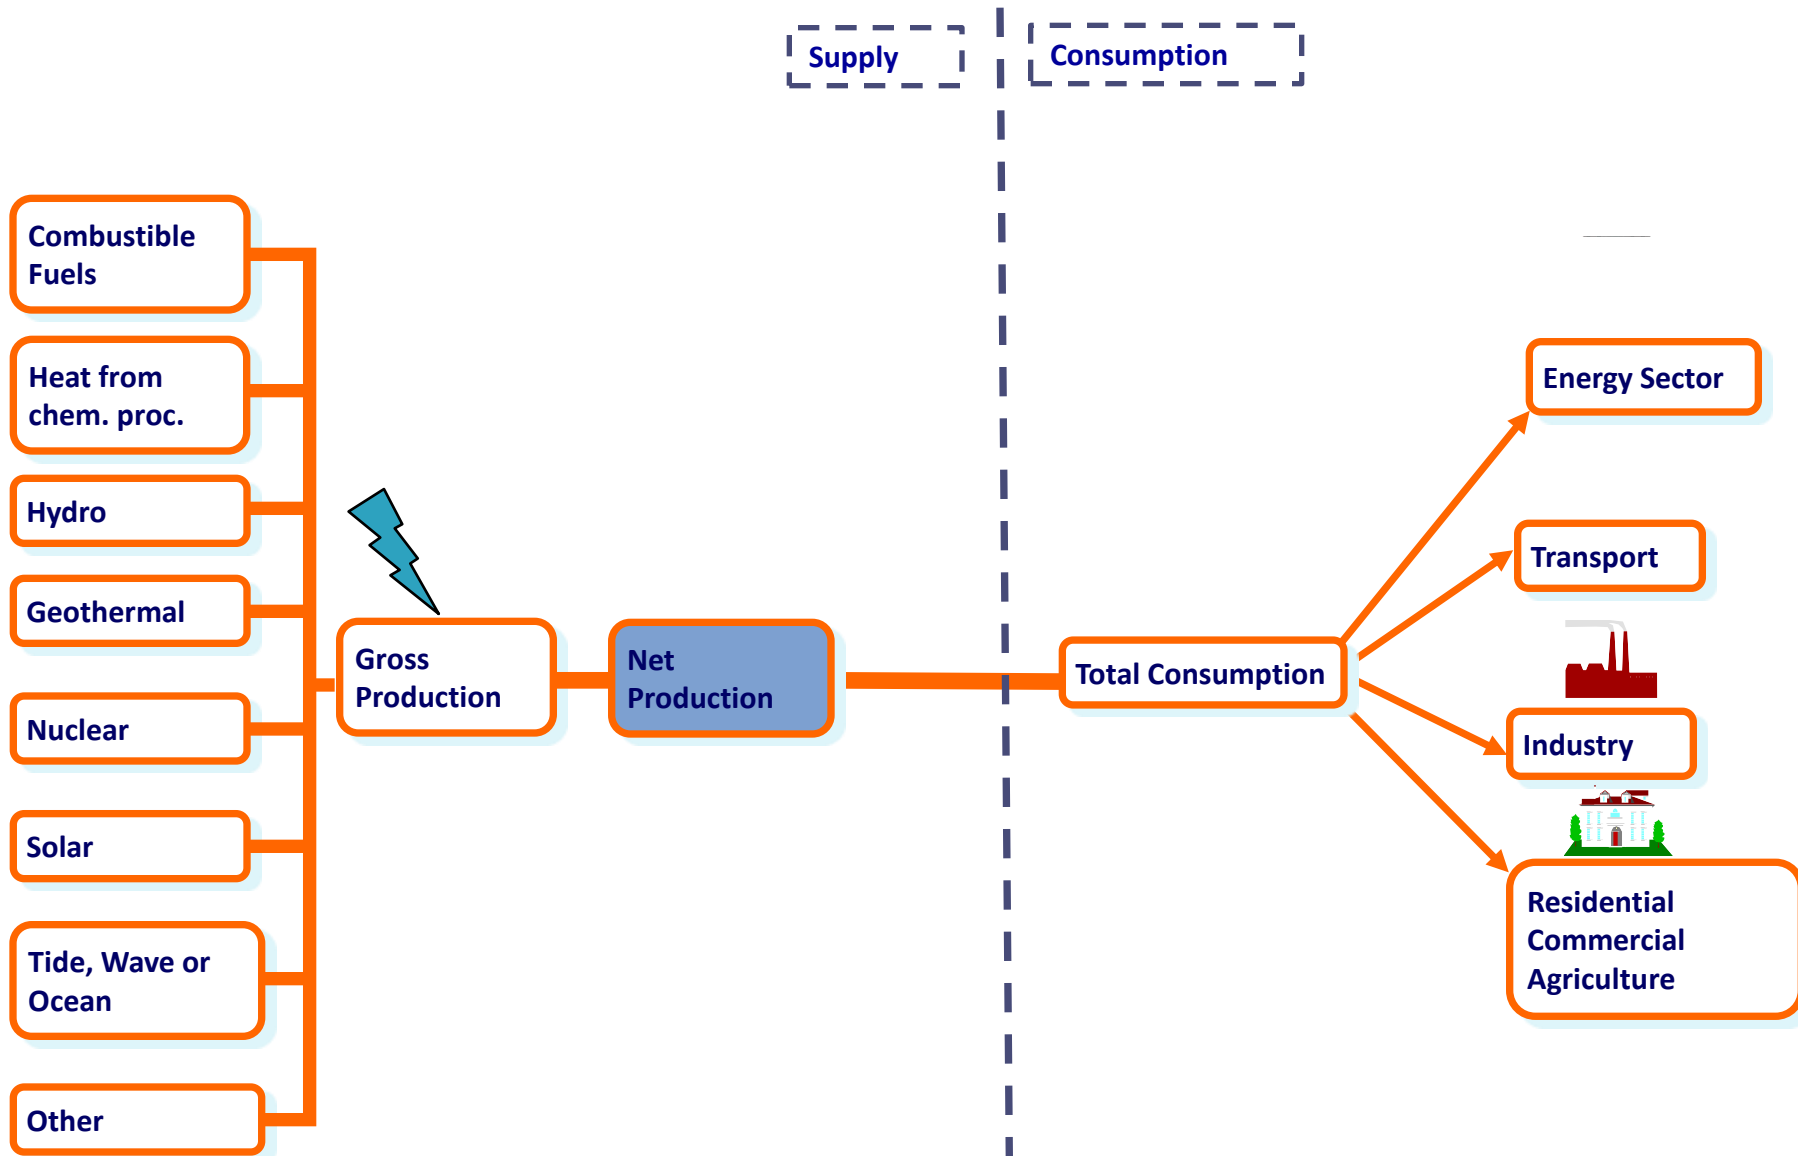 Supply
Consumption
Combustible
Fuels
Heat from
chem. proc.
Hydro
Geothermal
Nuclear
Solar
Tide, Wave or
Ocean
Other
Gross
Production
Net
Production
Total Consumption
Energy Sector
Transport
Industry
Residential
Commercial
Agriculture